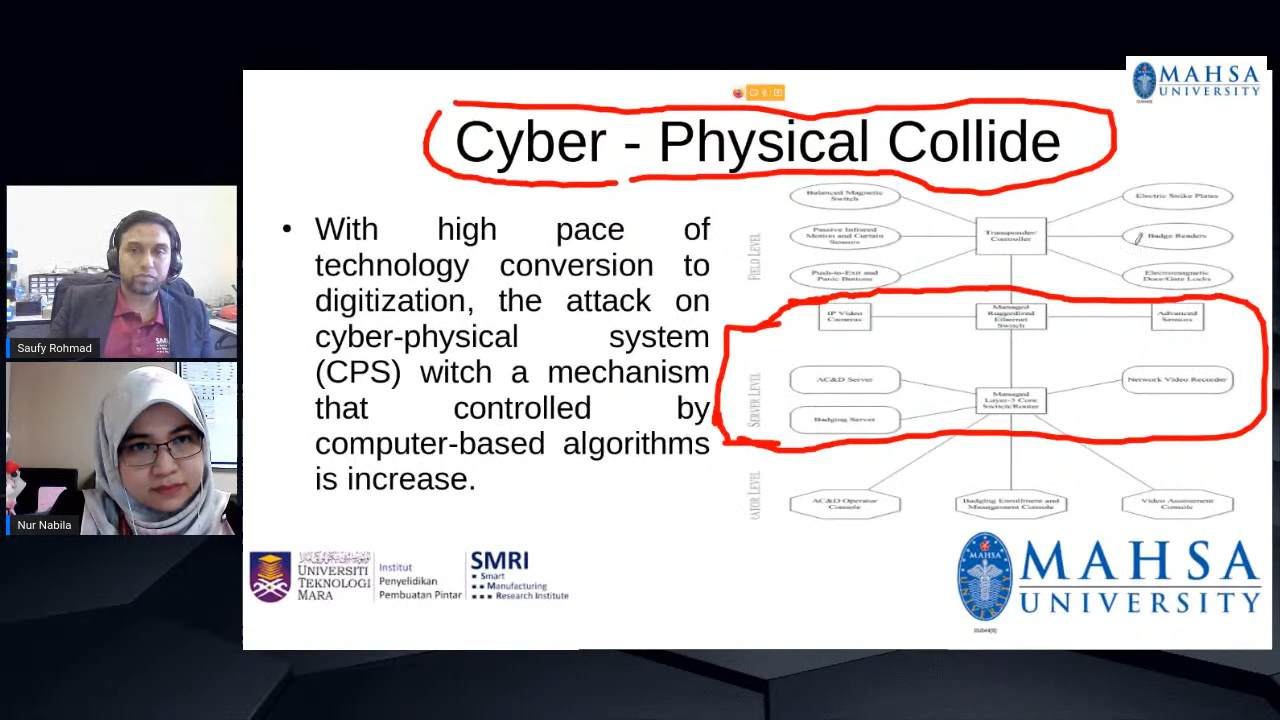 MAHSA
UNIVERSITY
Cyber - Physical Collide
• With high pace of
technology conversion to
digitization, the attack on
cyber-physical system
(CPS) witch a mechanism
that controlled by
computer-based algorithms
is increase.
FIELD LEVEL
Balanced Magnetic
Switch
Passive Infrared
Motion and Curtain
Sensors
Push-to-Exit and
Panic Buttons
Transponder/
Controller
Electric Strike Plates
Badge Readers
Electromagnetic
Door/Gate Locks
IP Video
Cameras
Managed
Ruggedized
Ethernet
Switch
Advanced
Sensors
SERVER LEVEL
AC&D Server
Badging Server
Managed
Layer-3 Core
Switch/Router
Network Video Recorder
ATOR LEVEL
AC&D Operator
Console
Badging Enrollment and
Management Console
Video Assessment
Console
Saufy Rohmad
Nur Nabila
UNIVERSITI
TEKNOLOGI
MARA
Institut
Penyelidikan
Pembuatan Pintar
SMRI
Smart
Manufacturing
Research Institute
MAHSA
UNIVERSITY